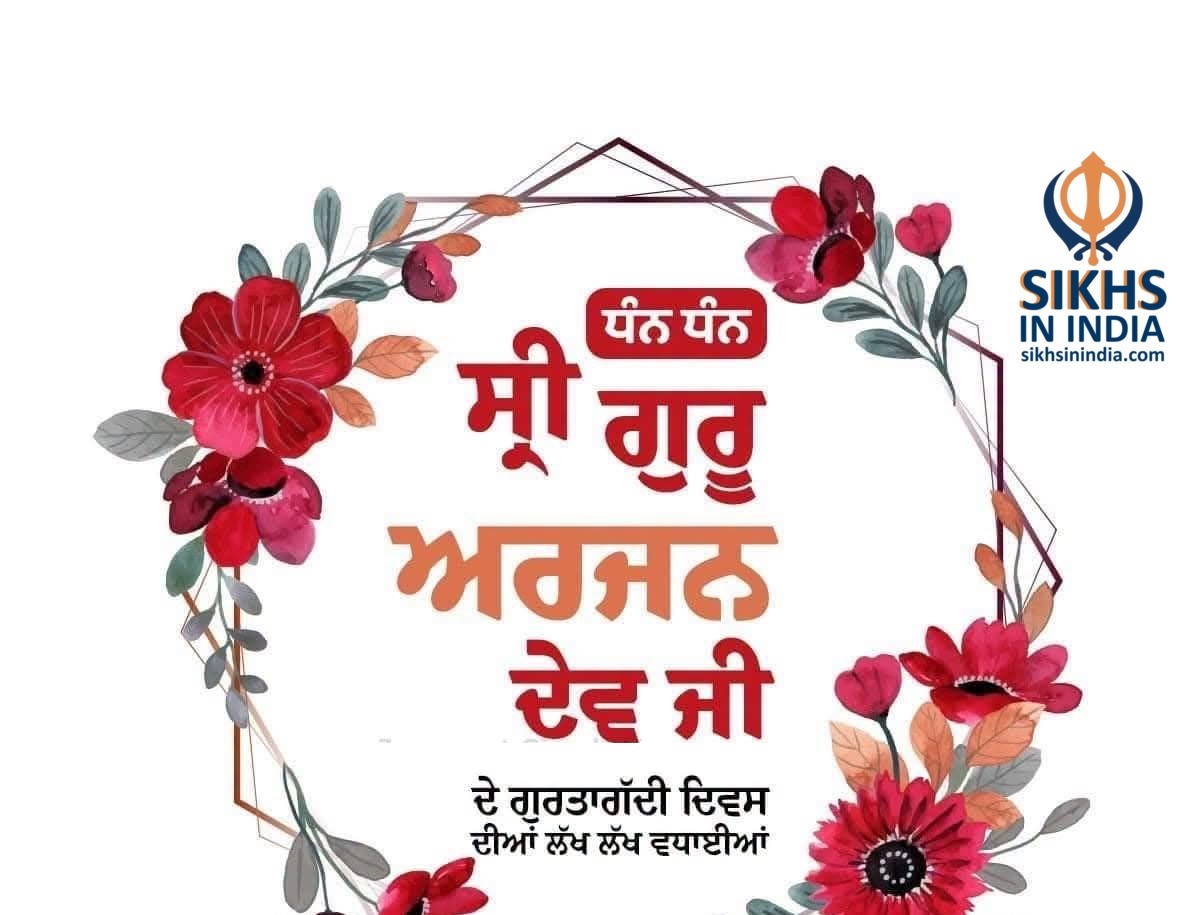 ਧੰਨ ਧੰਨ
ਸ੍ਰੀ ਗੁਰੂ
ਅਰਜਨ
ਦੇਵ ਜੀ
ਦੇ ਗੁਰਤਾਗੱਦੀ ਦਿਵਸ
ਦੀਆਂ ਲੱਖ ਲੱਖ ਵਧਾਈਆਂ
SIKHS
IN INDIA
sikhsinindia.com